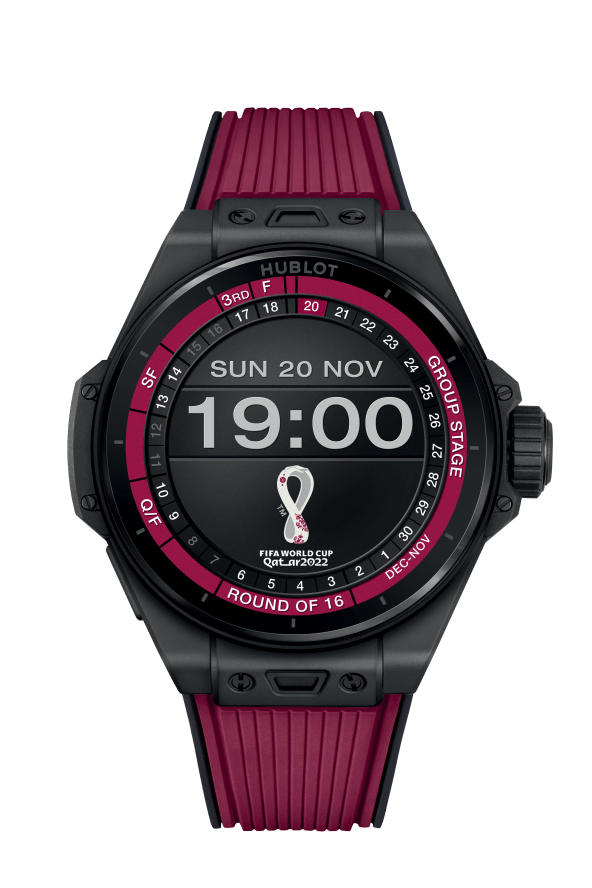 HUBLOT
3RD F
20 21 22 23 24 25 26 27 28 29 30 1 2 3 4 5 6 7 8 9 10 11 12 13 14 15 16 17 18
GROUP STAGE
DEC-NOV
ROUND OF 16
Q/F
SF
SUN 20 NOV
19:00
TM
FIFA WORLD CUP
Qatar2022